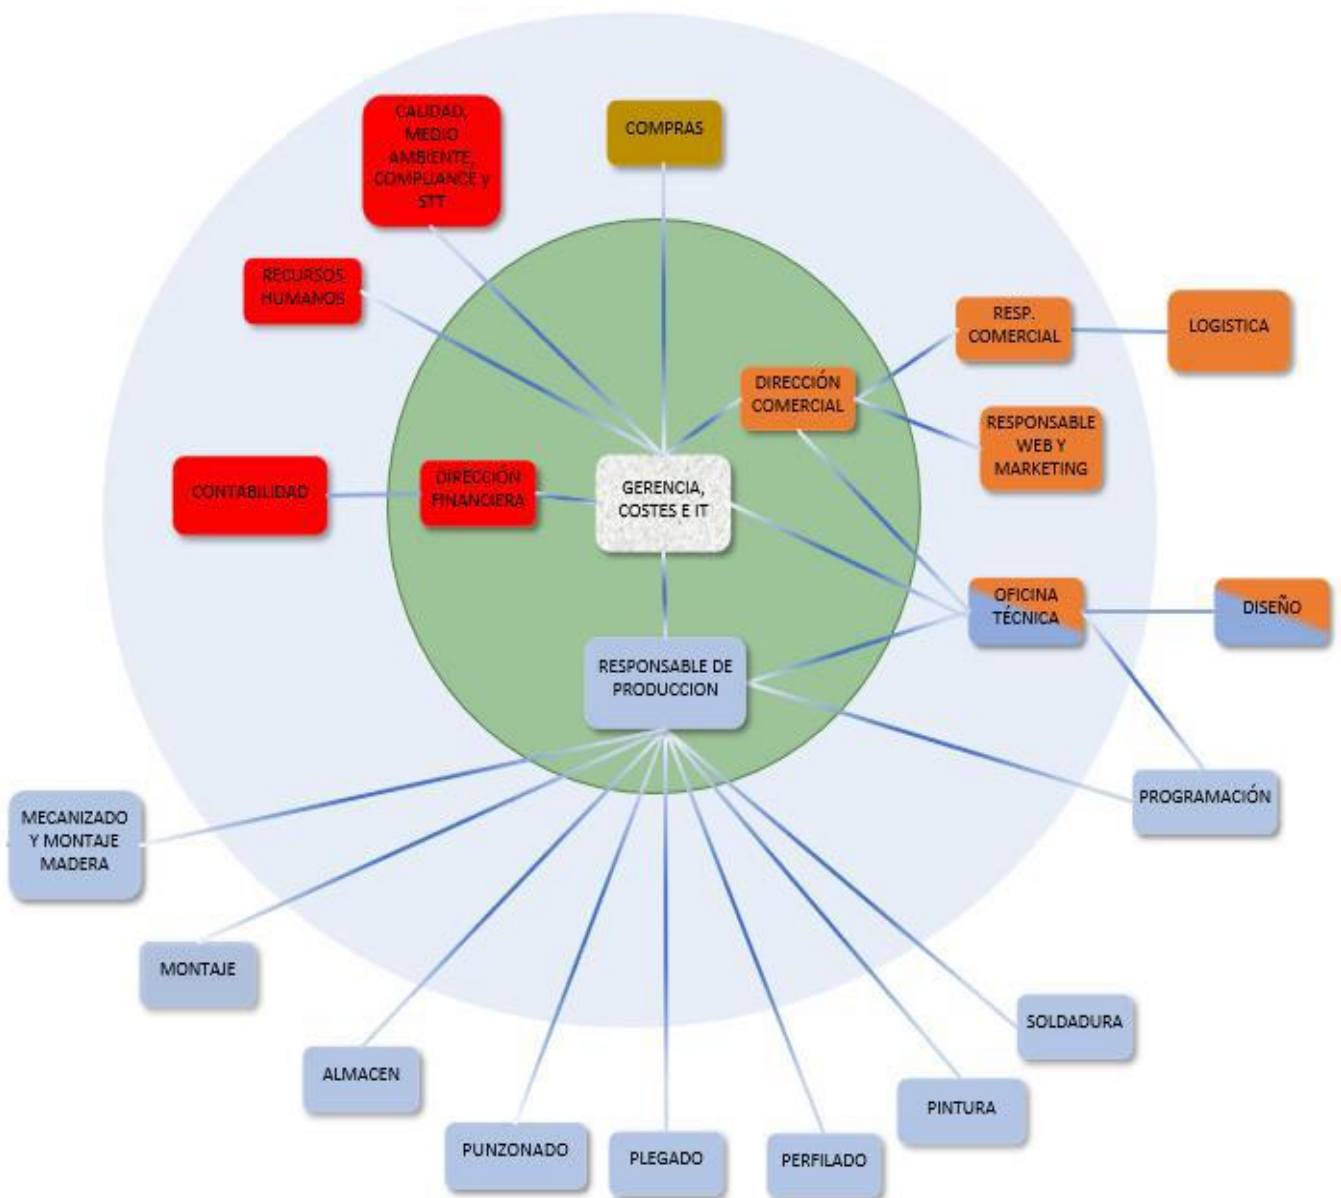 CALIDAD,
MEDIO
AMBIENTE,
COMPLIANCE y
STT
COMPRAS
RECURSOS
HUMANOS
RESP.
COMERCIAL
LOGISTICA
DIRECCIÓN
COMERCIAL
RESPONSABLE
WEB Y
MARKETING
CONTABILIDAD
DIRECCIÓN
FINANCIERA
GERENCIA,
COSTES E IT
OFICINA
TÉCNICA
DISEÑO
RESPONSABLE DE
PRODUCCION
PROGRAMACIÓN
MECANIZADO
Y MONTAJE
MADERA
MONTAJE
SOLDADURA
ALMACEN
PINTURA
PUNZONADO
PLEGADO
PERFILADO